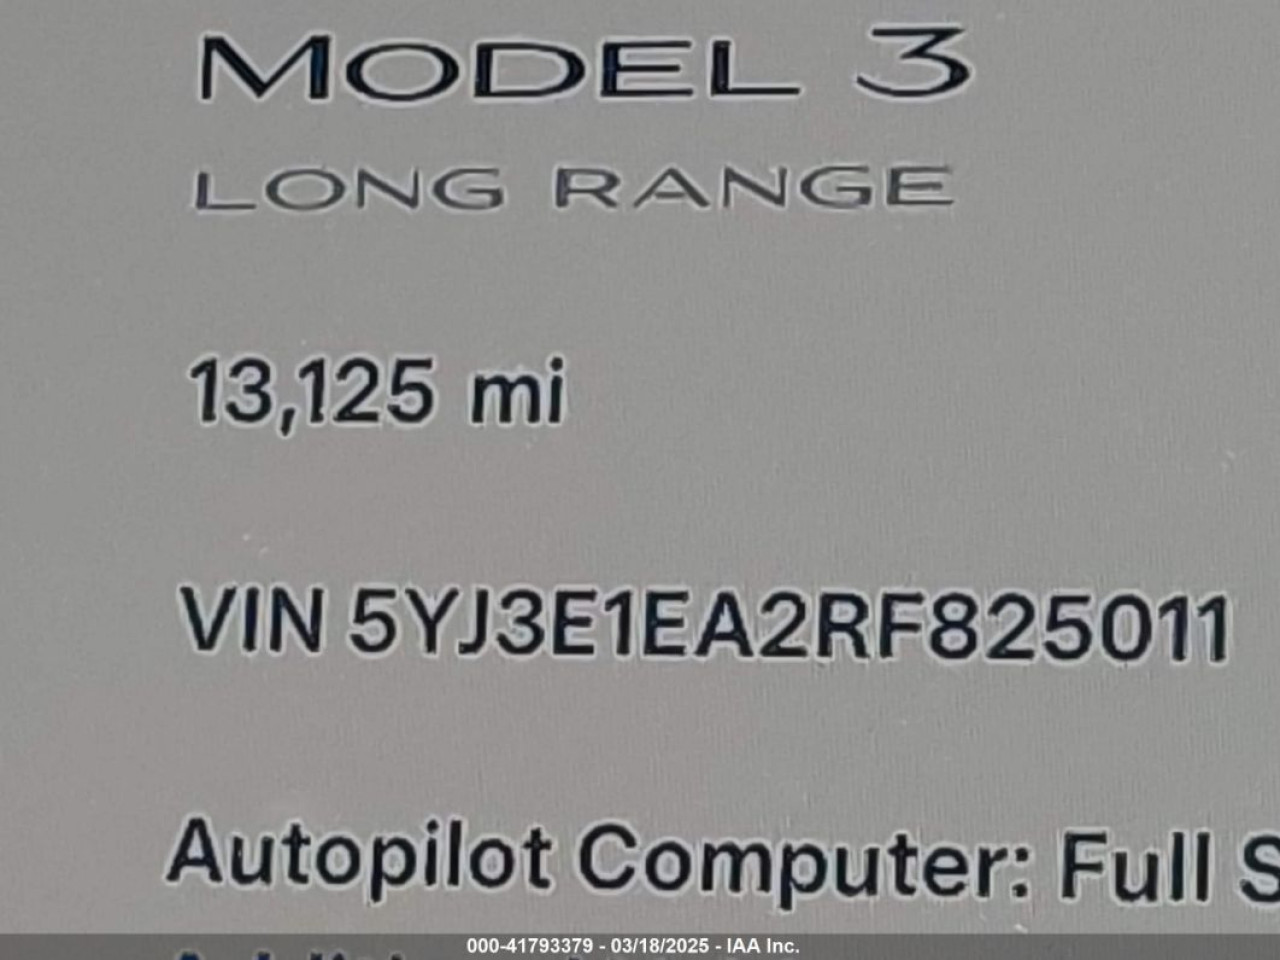 MODEL 3
LONG RANGE
13,125 mi
VIN 5YJ3E1EA2RF825011
Autopilot Computer: Full S
000-41793379 - 03/18/2025 - IAA Inc.